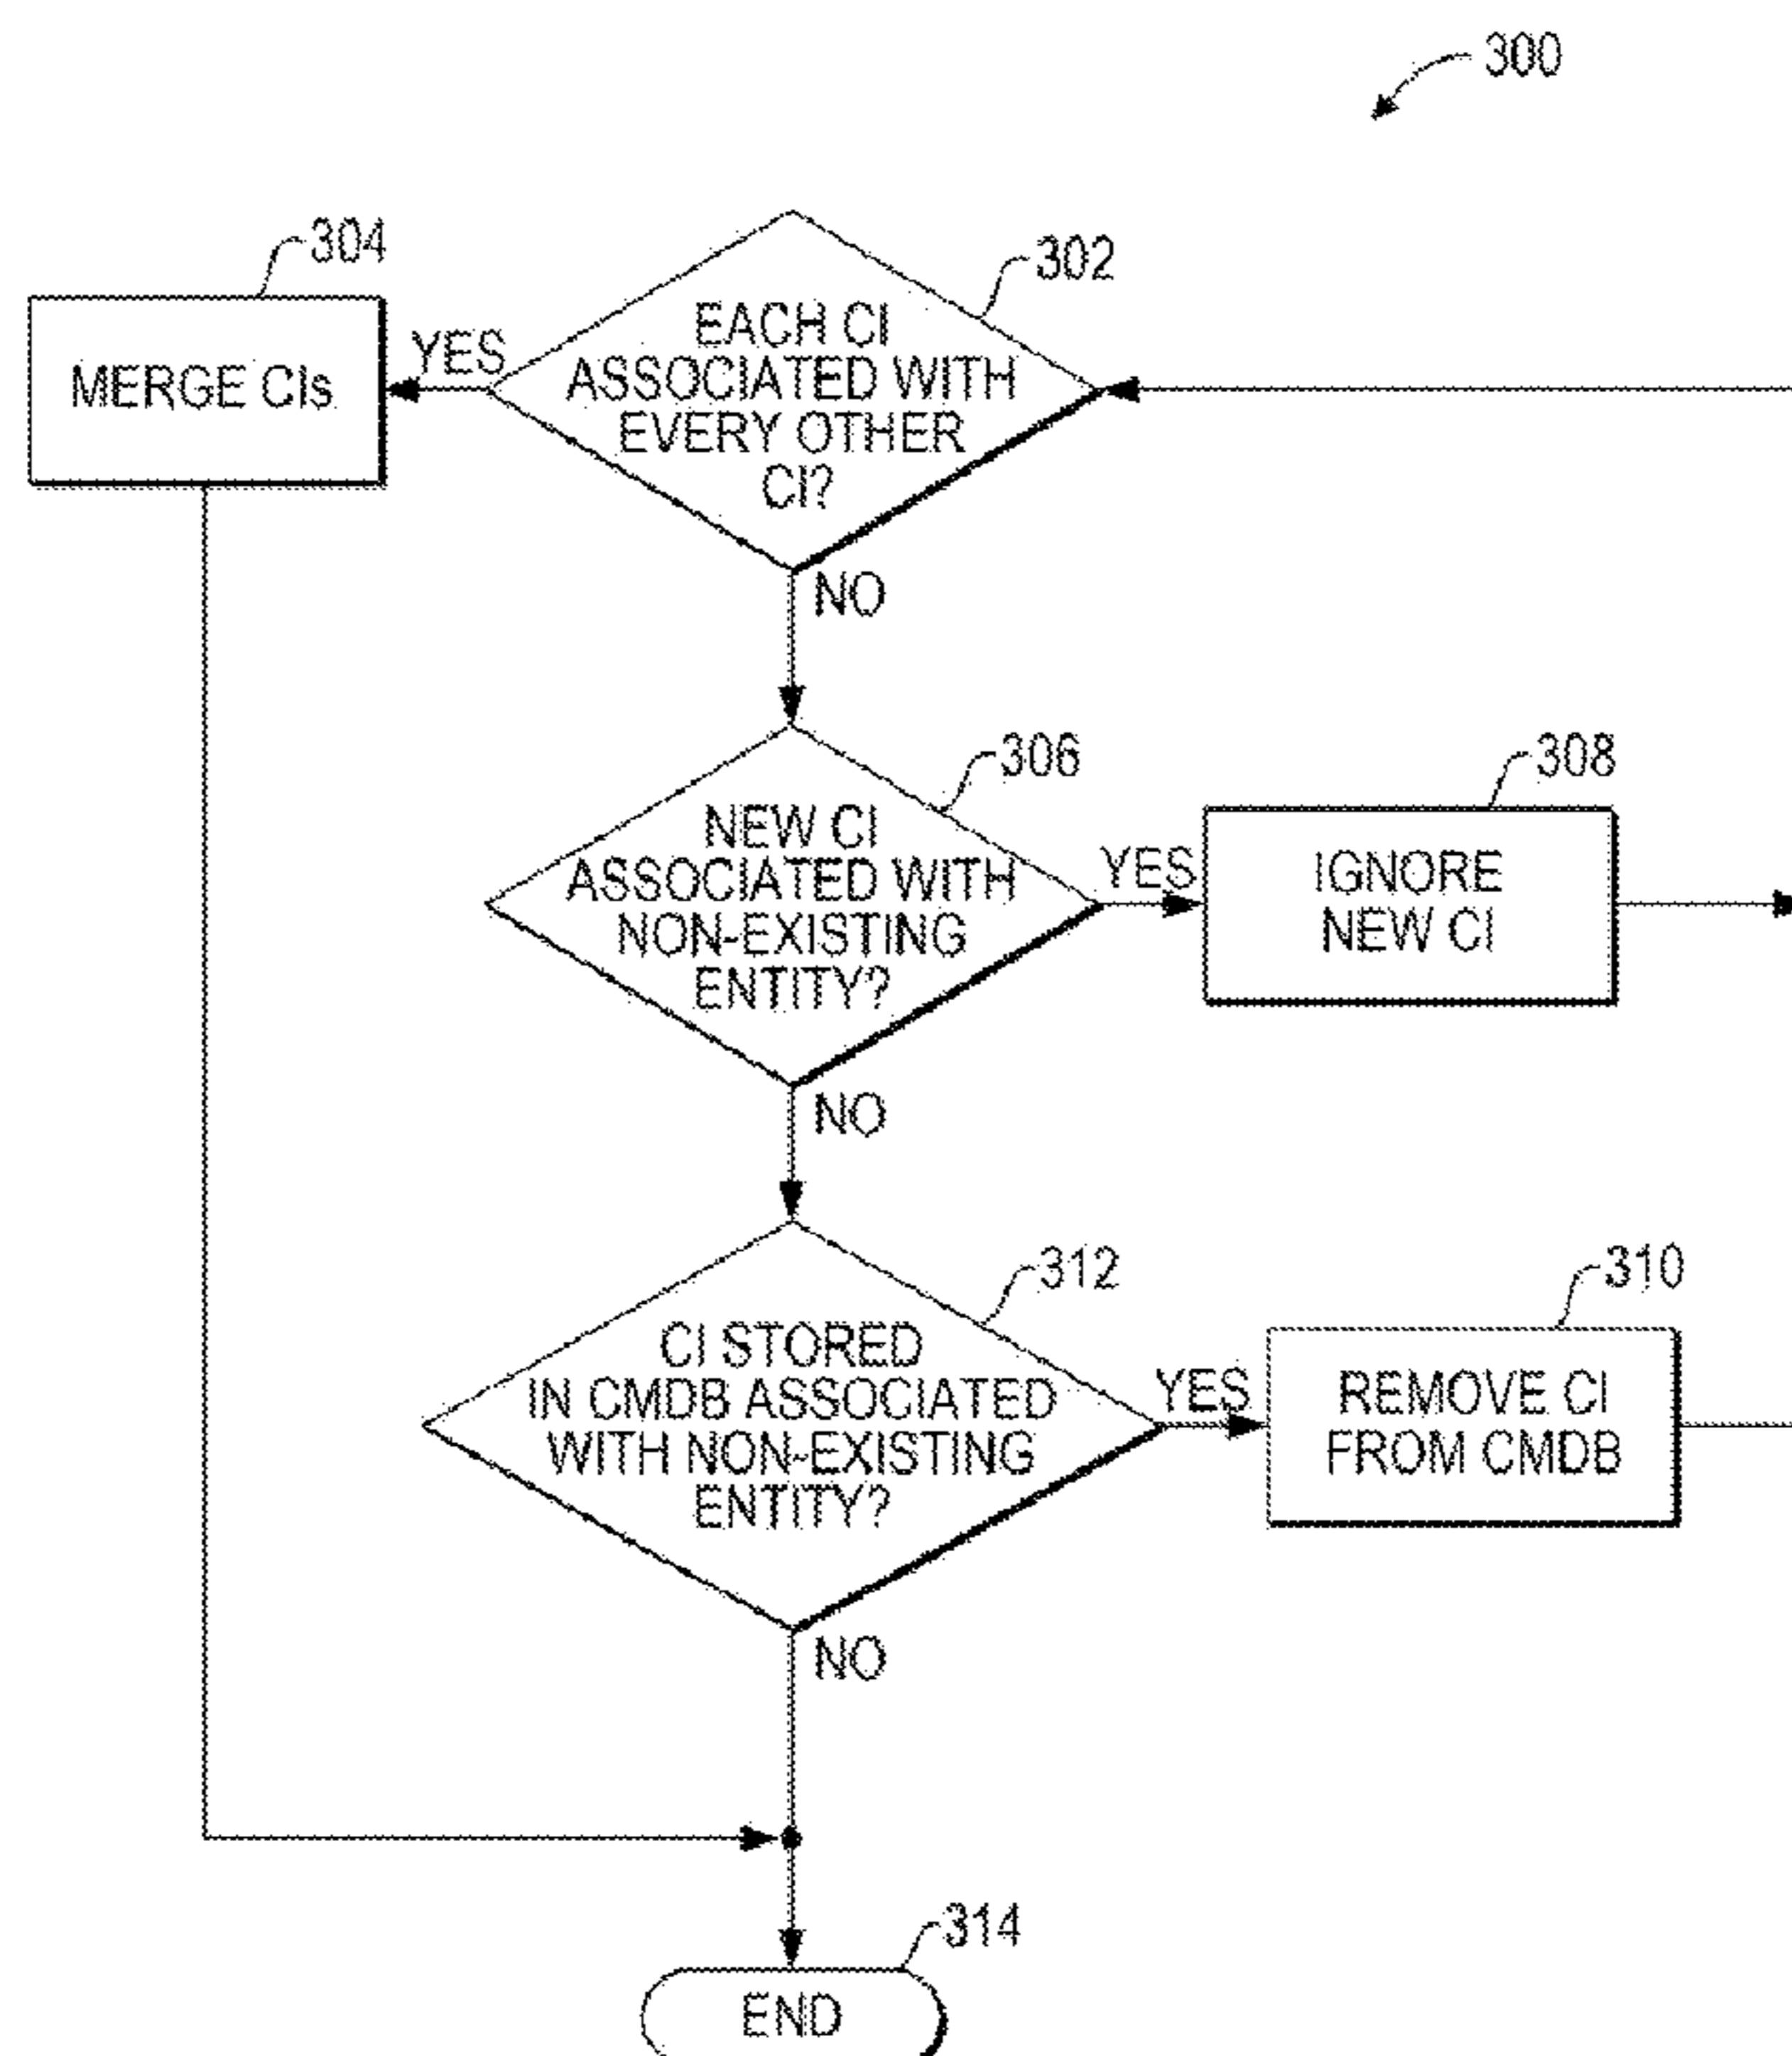 300
304
302
EACH CI
ASSOCIATED WITH
EVERY OTHER
CI?
YES
MERGE CIs
NO
306
308
NEW CI
ASSOCIATED WITH
NON-EXISTING
ENTITY?
YES
IGNORE
NEW CI
NO
312
310
CI STORED
IN CMDB ASSOCIATED
WITH NON-EXISTING
ENTITY?
YES
REMOVE CI
FROM CMDB
NO
314
END